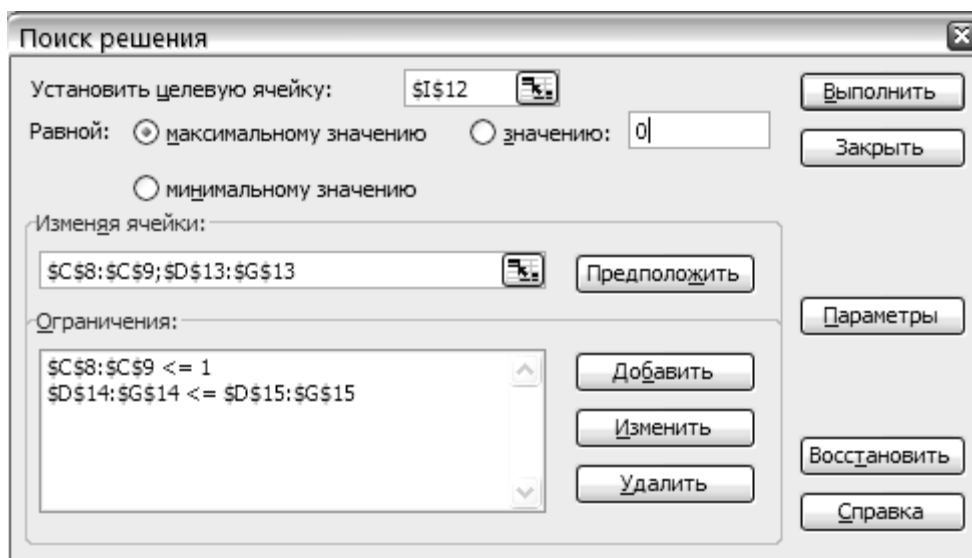 Поиск решения
Установить целевую ячейку: $I$12
Выполнить
Равной: максимальному значению значению: 0
Закрыть
минимальному значению
Изменяя ячейки:
$C$8:$C$9;$D$13:$G$13
Предположить
Ограничения:
Параметры
$C$8:$C$9 <= 1
$D$14:$G$14 <= $D$15:$G$15
Добавить
Изменить
Восстановить
Удалить
Справка